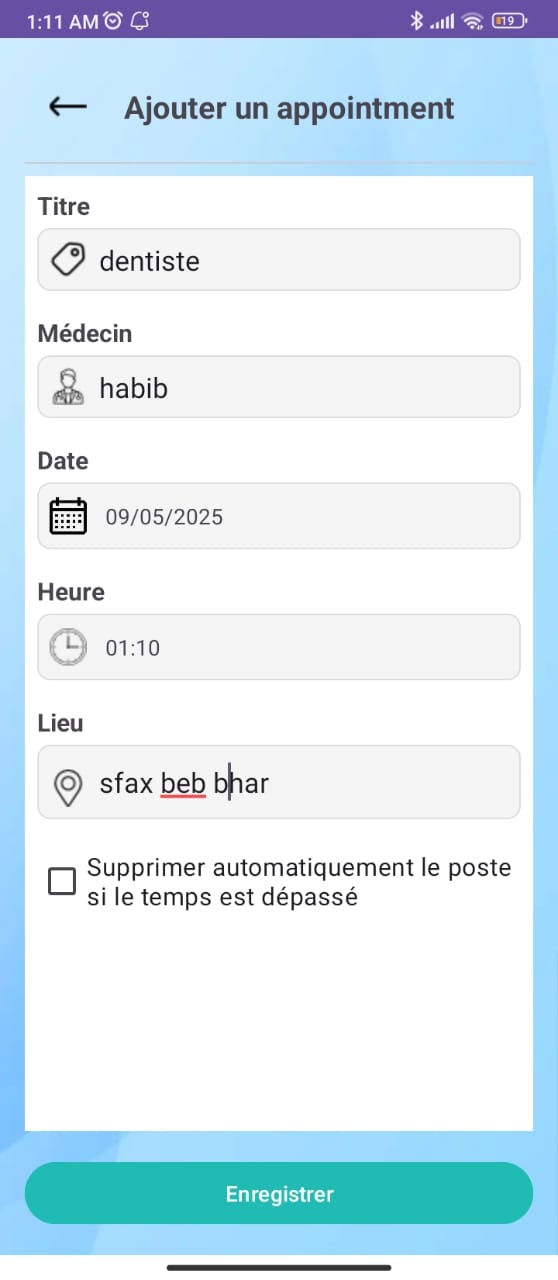 1:11 AM
19
Ajouter un appointment
Titre
dentiste
Médecin
habib
Date
09/05/2025
Heure
01:10
Lieu
sfax beb bhar
Supprimer automatiquement le poste
si le temps est dépassé
Enregistrer